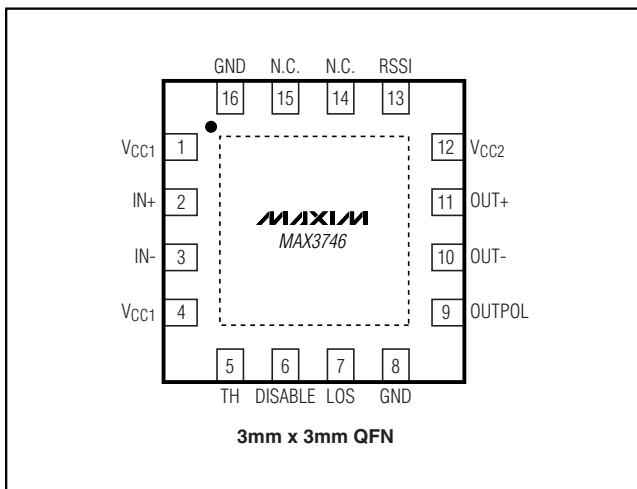 GND N.C. N.C. RSSI
16 15 14 13
VCC1 1 12 VCC2
IN+ 2 11 OUT+
MAXIM
MAX3746
IN- 3 10 OUT-
VCC1 4 9 OUTPOL
5 6 7 8
TH DISABLE LOS GND
3mm x 3mm QFN